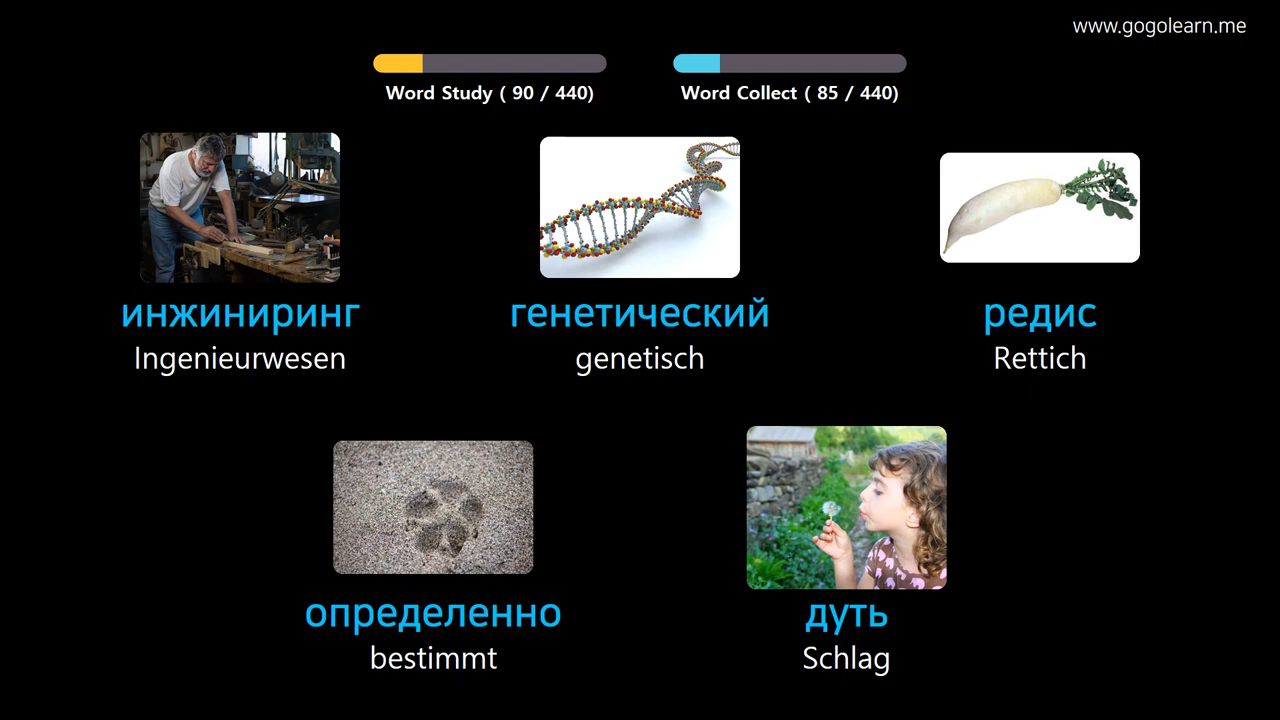 www.gogolearn.me
Word Study ( 90 / 440)
Word Collect ( 85 / 440)
инжиниринг
Ingenieurwesen
генетический
genetisch
редис
Rettich
определенно
bestimmt
дуть
Schlag